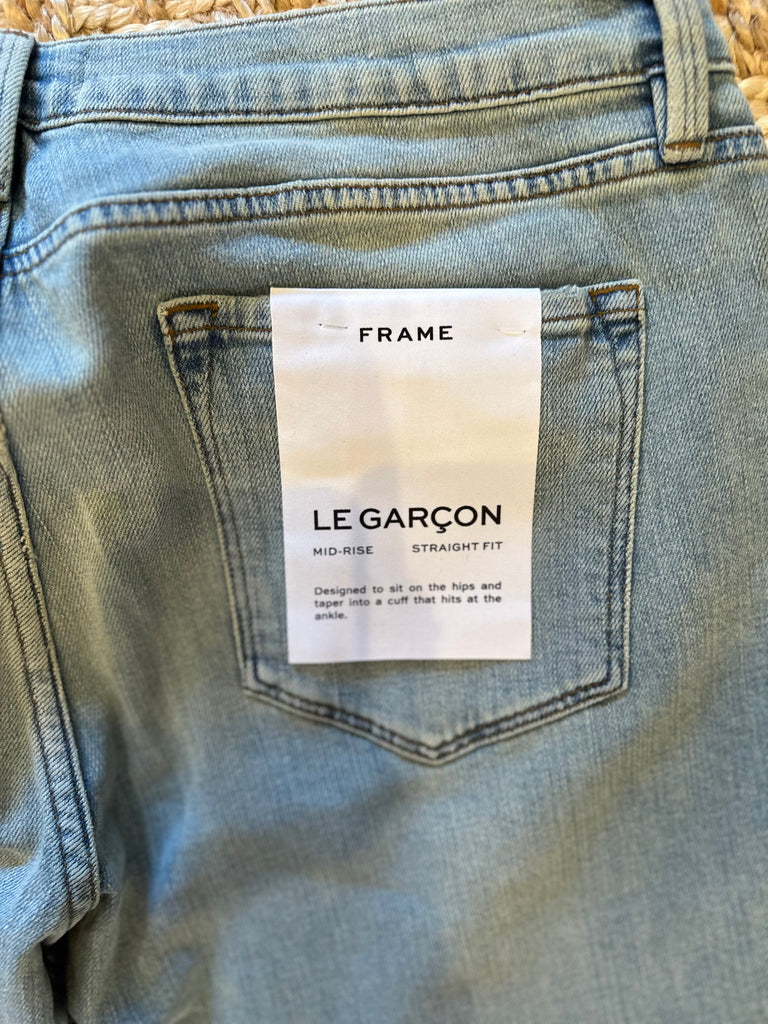 FRAME
LE GARÇON
MID-RISE STRAIGHT FIT
Designed to sit on the hips and
taper into a cuff that hits at the
ankle.